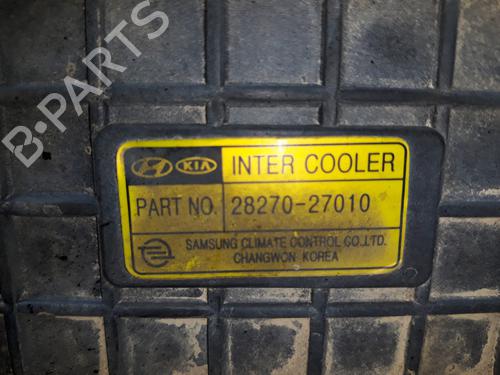 B-PARTS
KIA INTER COOLER
PART NO. 28270-27010
SAMSUNG CLIMATE CONTROL CO.,LTD.
CHANGWON KOREA